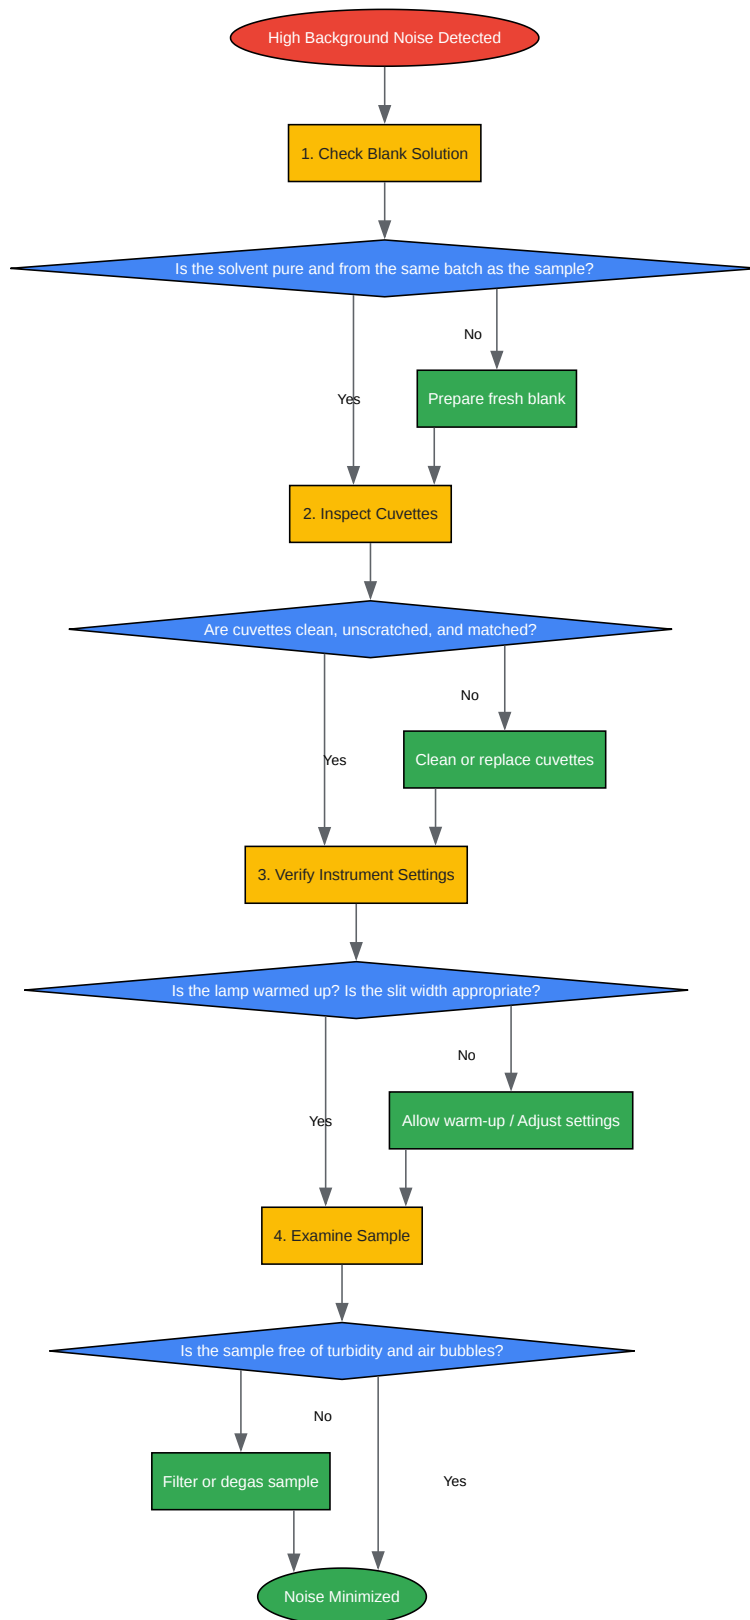 High Background Noise Detected
1. Check Blank Solution
Is the solvent pure and from the same batch as the sample?
No
Yes
Prepare fresh blank
2. Inspect Cuvettes
Are cuvettes clean, unscratched, and matched?
No
Yes
Clean or replace cuvettes
3. Verify Instrument Settings
Is the lamp warmed up? Is the slit width appropriate?
No
Yes
Allow warm-up / Adjust settings
4. Examine Sample
Is the sample free of turbidity and air bubbles?
No
Filter or degas sample
Yes
Noise Minimized